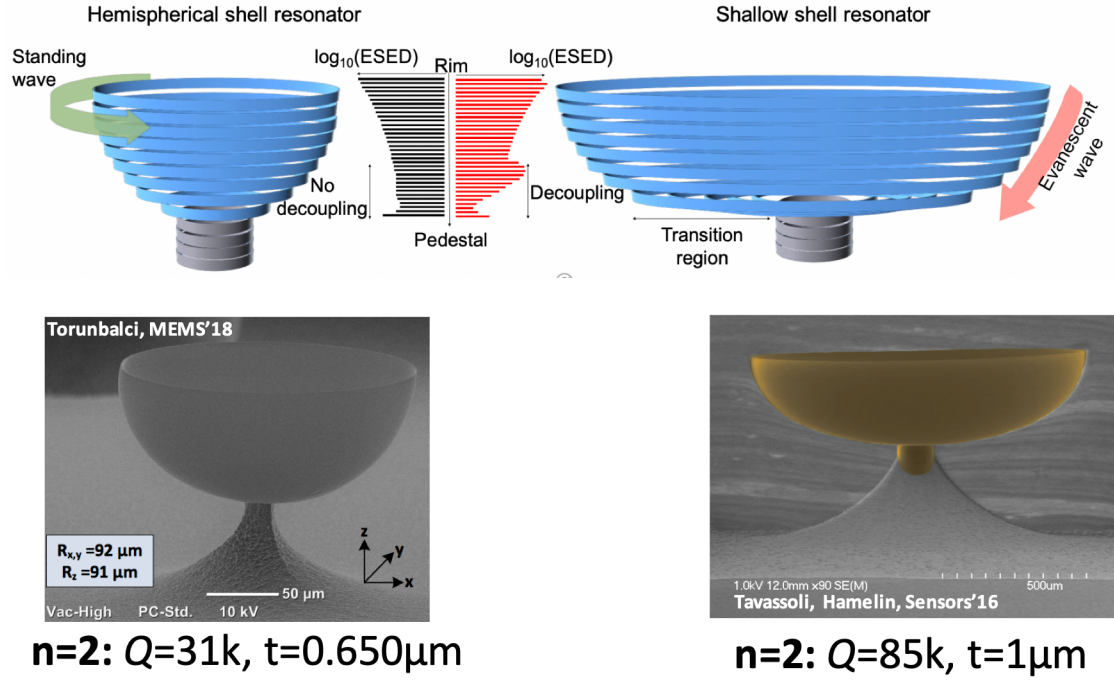 Hemispherical shell resonator
Shallow shell resonator
Standing
wave
log10(ESED)
Rim
log10(ESED)
No
decoupling
Decoupling
Pedestal
Transition
region
Evanescent
wave
Torunbalci, MEMS'18
Rx,y =92 µm
Rz =91 µm
z
y
x
50 µm
Vac-High PC-Std. 10 kV
1.0kV 12.0mm x90 SE(M)
500um
Tavassoli, Hamelin, Sensors'16
n=2: Q=31k, t=0.650µm
n=2: Q=85k, t=1µm